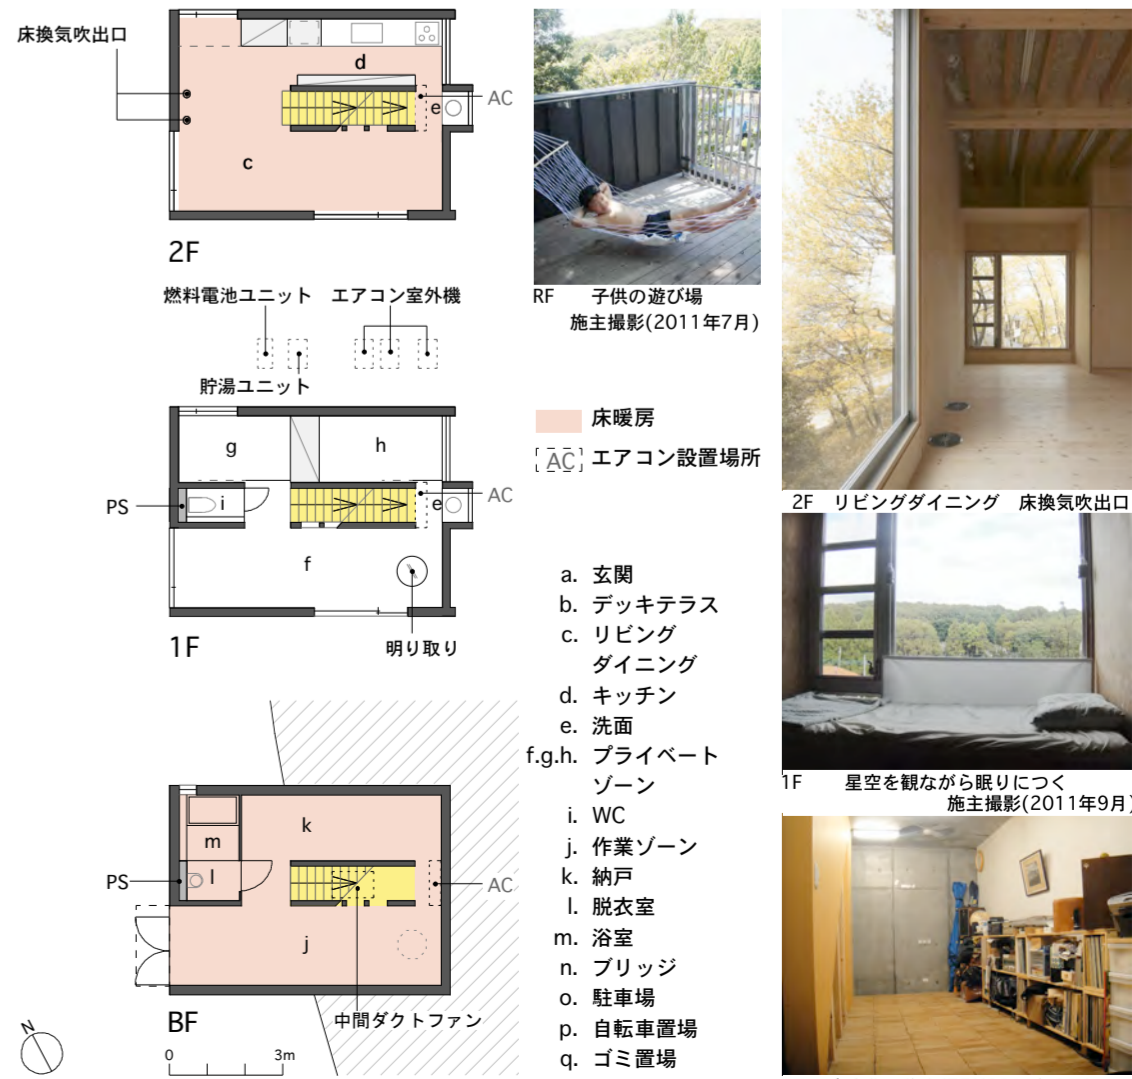 床換気吹出口
d
AC
e
c
2F
燃料電池ユニット
エアコン室外機
貯湯ユニット
g
h
PS
i
AC
e
f
1F
明り取り
k
m
PS
l
AC
j
BF
中間ダクトファン
N
0
3m
RF 子供の遊び場
施主撮影(2011年7月)
床暖房
AC エアコン設置場所
a. 玄関
b. デッキテラス
c. リビング
ダイニング
d. キッチン
e. 洗面
f.g.h. プライベート
ゾーン
i. WC
j. 作業ゾーン
k. 納戸
l. 脱衣室
m. 浴室
n. ブリッジ
o. 駐車場
p. 自転車置場
q. ゴミ置場
2F リビングダイニング 床換気吹出口
1F 星空を観ながら眠りにつく
施主撮影(2011年9月)